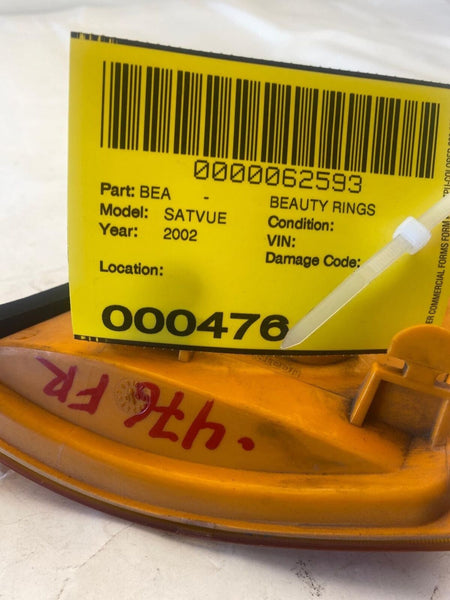 0000062593
Part: BEA - BEAUTY RINGS
Model: SATVUE Condition:
Year: 2002 VIN:
Damage Code:
Location:
000476
476 FR